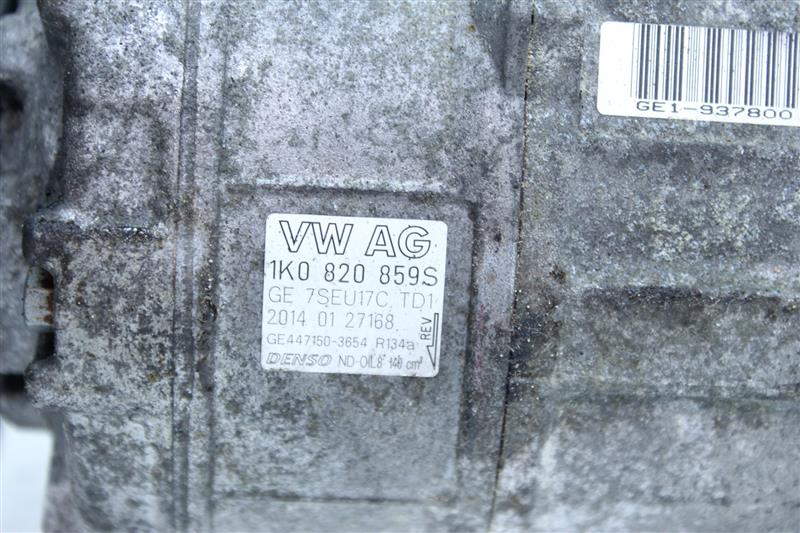 GE1-937800
VW AG
1K0 820 859S
GE 7SEU17C TD1
2014 01 27168
REV
GE447150-3654 R134a
DENSO ND-OIL8 140 cm³